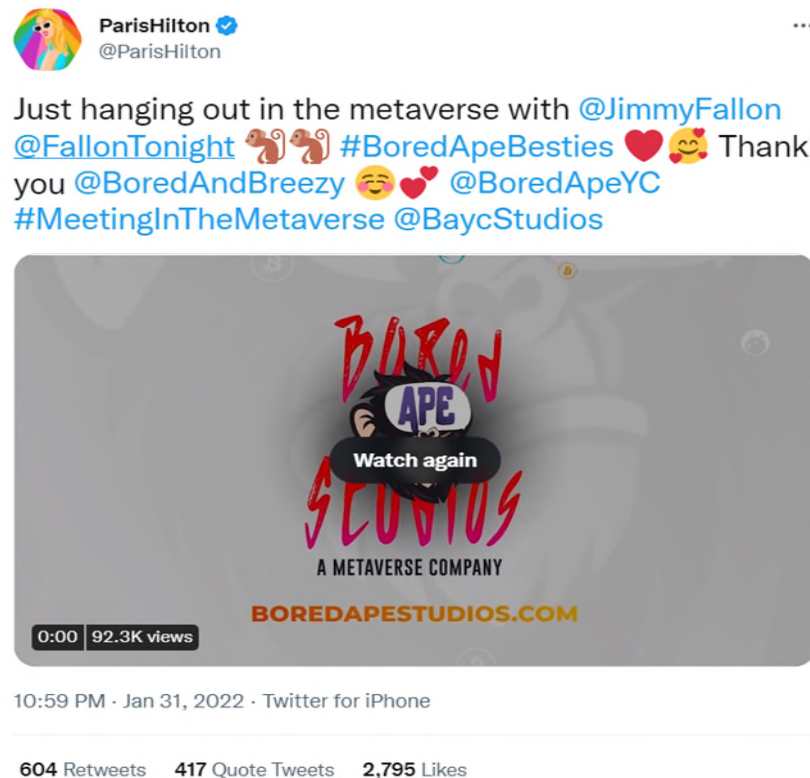 ParisHilton
@ParisHilton
Just hanging out in the metaverse with @JimmyFallon
@FallonTonight 🐒🐒 #BoredApeBesties ❤️🥰 Thank
you @BoredAndBreezy ☺️💕 @BoredApeYC
#MeetingInTheMetaverse @BaycStudios
BORed
APE
Watch again
STUDIOS
A METAVERSE COMPANY
BOREDAPESTUDIOS.COM
0:00 92.3K views
10:59 PM · Jan 31, 2022 · Twitter for iPhone
604 Retweets 417 Quote Tweets 2,795 Likes